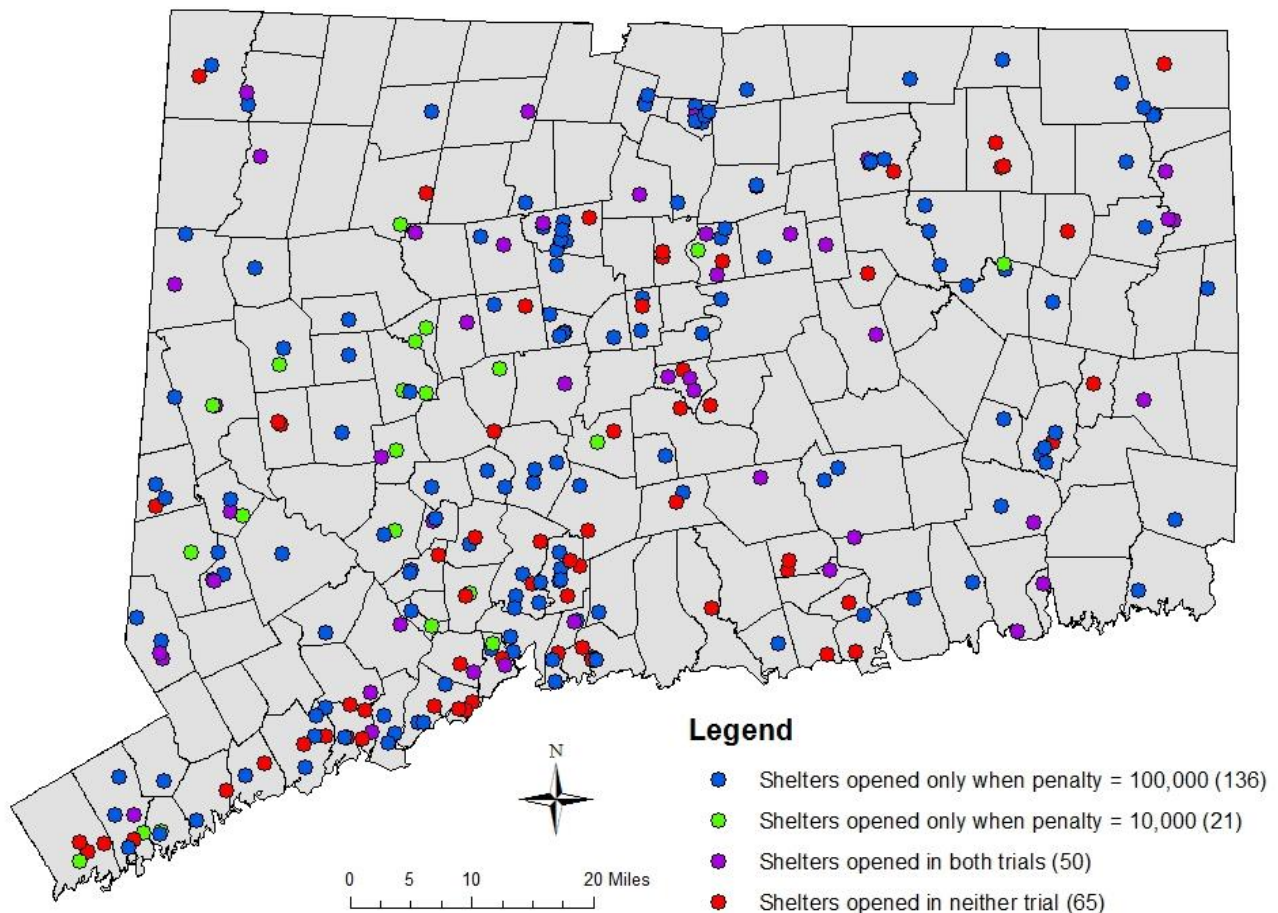 N
Legend
Shelters opened only when penalty = 100,000 (136)
Shelters opened only when penalty = 10,000 (21)
Shelters opened in both trials (50)
Shelters opened in neither trial (65)
0 5 10 20 Miles